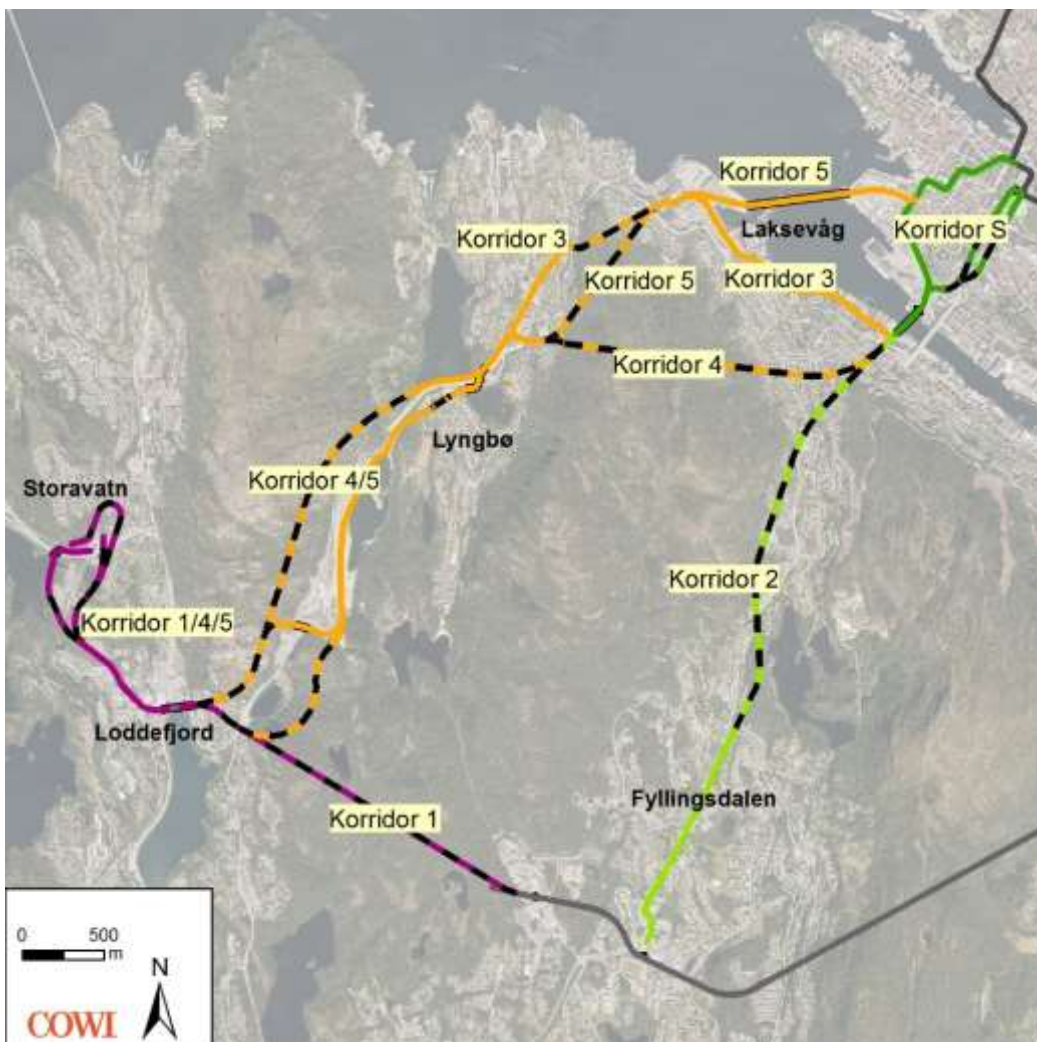 Korridor 5
Laksevåg
Korridor S
Korridor 3
Korridor 5
Korridor 3
Korridor 4
Lyngbø
Korridor 4/5
Storavatn
Korridor 2
Korridor 1/4/5
Loddefjord
Fyllingsdalen
Korridor 1
0 500
m
N
COWI